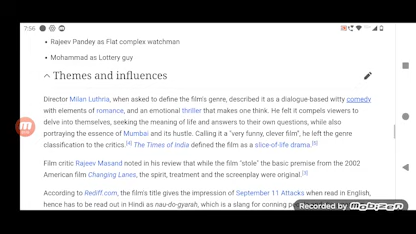 7:56
• Rajeev Pandey as Flat complex watchman
• Mohammad as Lottery guy
Themes and influences
Director Milan Luthria, when asked to define the film's genre, described it as a dialogue-based witty comedy
with elements of romance, and an emotional thriller that makes one think. He felt it compels viewers to
delve into themselves, seeking the meaning of life and answers to their own questions, while also
portraying the essence of Mumbai and its hustle. Calling it a "very funny, clever film", he left the genre
classification to the critics.[4] The Times of India defined the film as a slice-of-life drama.[5]
Film critic Rajeev Masand noted in his review that while the film "stole" the basic premise from the 2002
American film Changing Lanes, the spirit, treatment and the screenplay were original.[3]
According to Rediff.com, the film's title gives the impression of September 11 Attacks when read in English,
hence has to be read out in Hindi as nau-do-gyarah, which is a slang for conning pe
Recorded by Mobizen